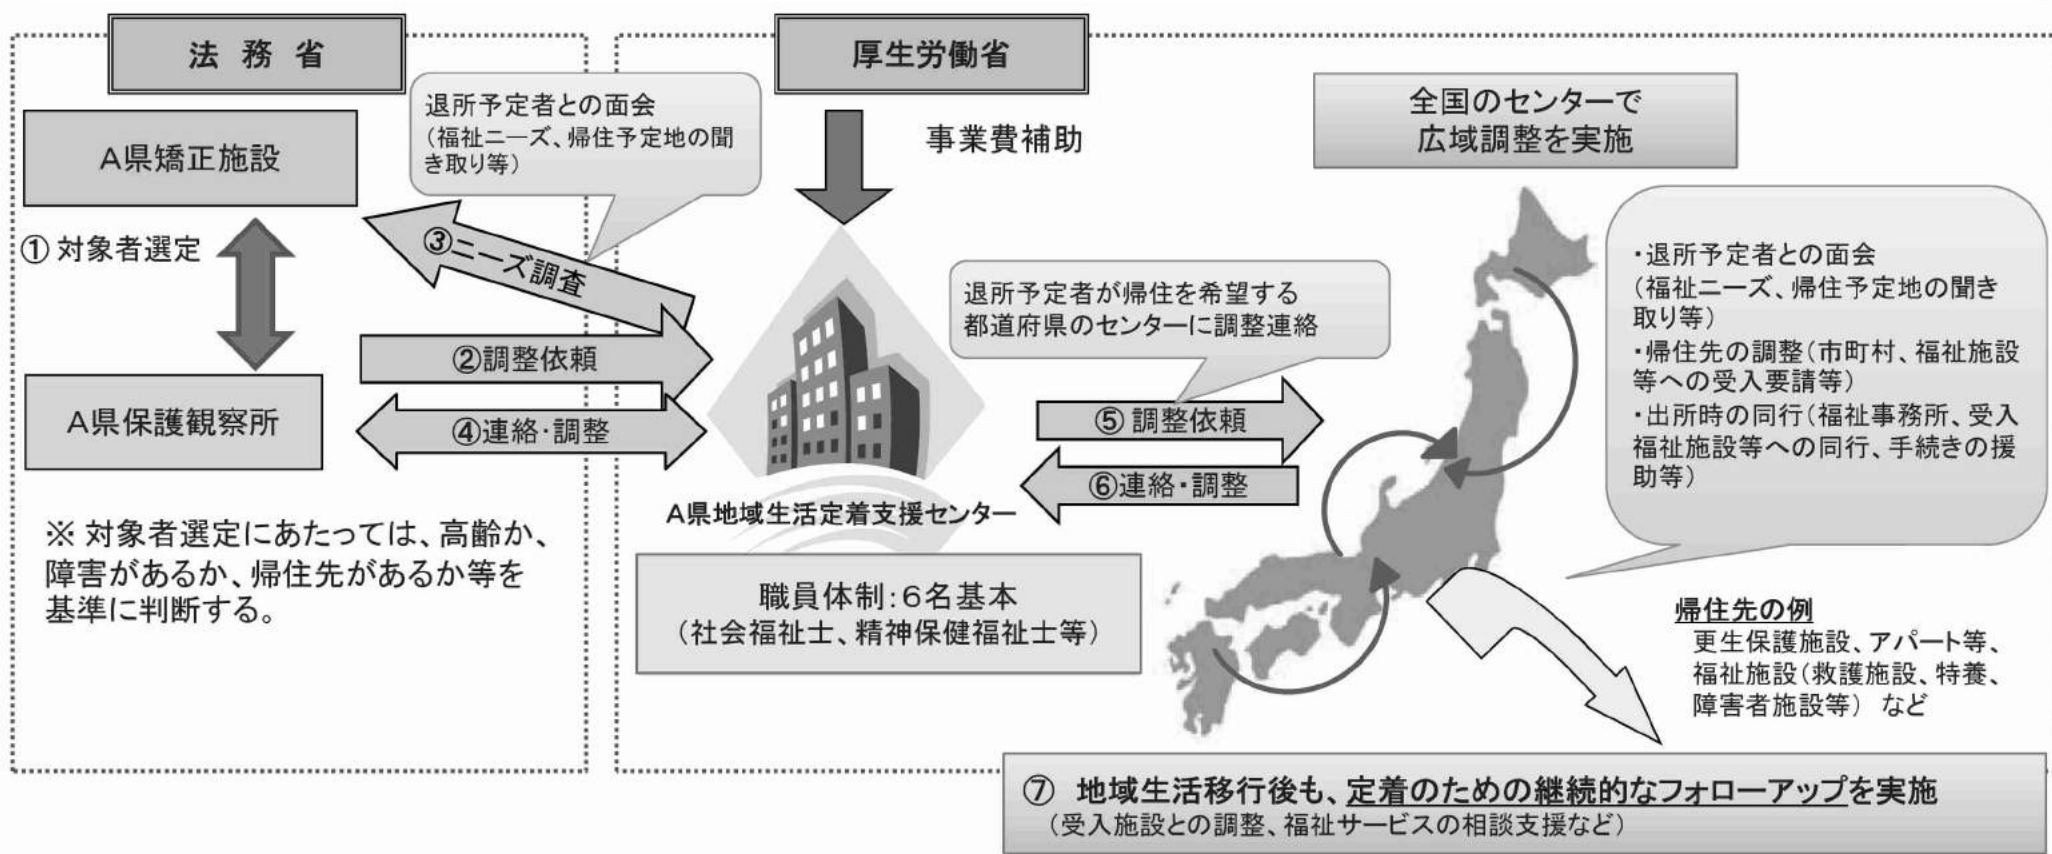 法務省
A県矯正施設
① 対象者選定
A県保護観察所
※ 対象者選定にあたっては、高齢か、
障害があるか、帰住先があるか等を
基準に判断する。
退所予定者との面会
(福祉ニーズ、帰住予定地の聞
き取り等)
③ニーズ調査
②調整依頼
④連絡・調整
厚生労働省
事業費補助
A県地域生活定着支援センター
職員体制:6名基本
(社会福祉士、精神保健福祉士等)
退所予定者が帰住を希望する
都道府県のセンターに調整連絡
⑤ 調整依頼
⑥連絡・調整
全国のセンターで
広域調整を実施
・退所予定者との面会
(福祉ニーズ、帰住予定地の聞き
取り等)
・帰住先の調整(市町村、福祉施設
等への受入要請等)
・出所時の同行(福祉事務所、受入
福祉施設等への同行、手続きの援
助等)
帰住先の例
更生保護施設、アパート等、
福祉施設(救護施設、特養、
障害者施設等) など
⑦ 地域生活移行後も、定着のための継続的なフォローアップを実施
(受入施設との調整、福祉サービスの相談支援など)